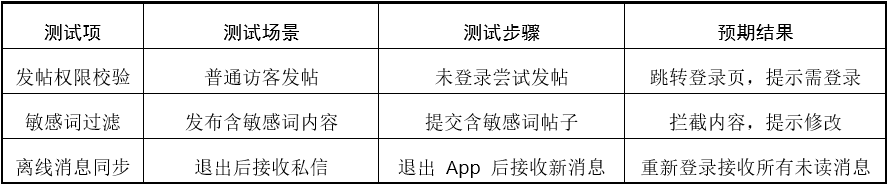 测试项 测试场景 测试步骤 预期结果
发帖权限校验 普通访客发帖 未登录尝试发帖 跳转登录页，提示需登录
敏感词过滤 发布含敏感词内容 提交含敏感词帖子 拦截内容，提示修改
离线消息同步 退出后接收私信 退出 App 后接收新消息 重新登录接收所有未读消息